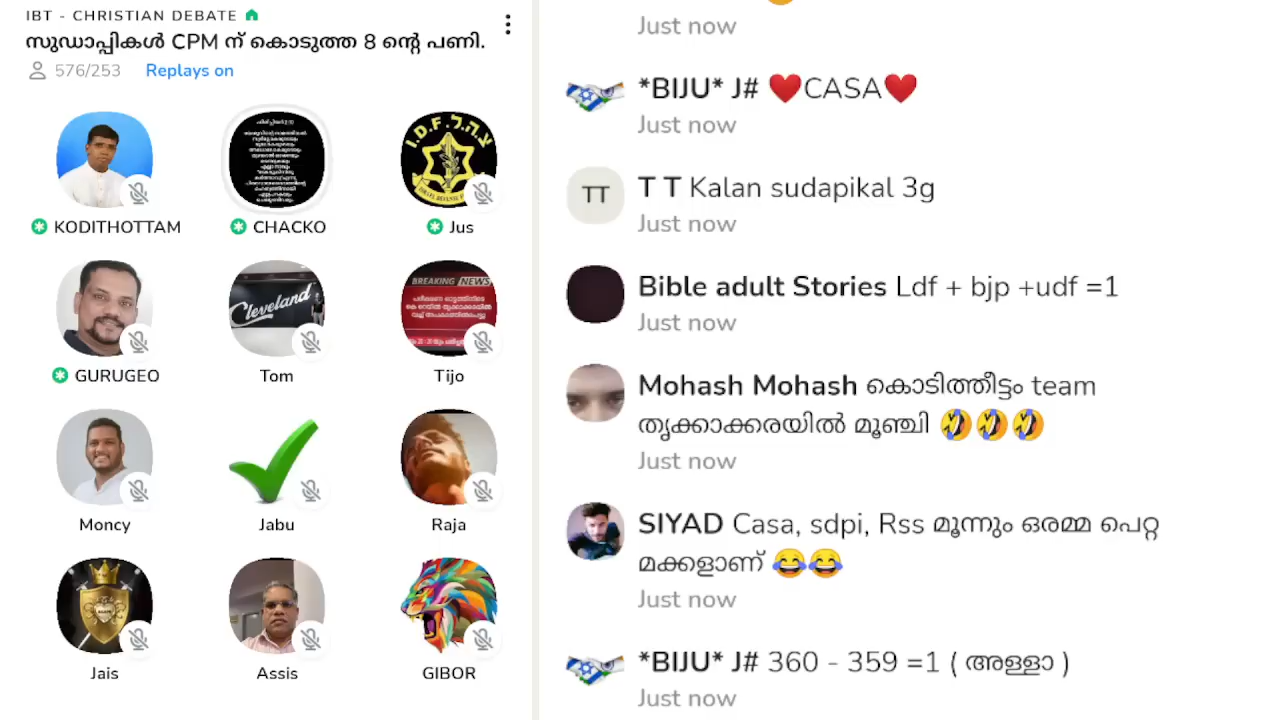 IBT - CHRISTIAN DEBATE
സുഡാപ്പികൾ CPM ന് കൊടുത്ത 8 ന്റെ പണി.
576/253 Replays on
I.D.F.
KODITHOTTAM
CHACKO
Jus
Cleveland
BREAKING NEWS
GURUGEO
Tom
Tijo
Moncy
Jabu
Raja
Jais
Assis
GIBOR
Just now
*BIJU* J# ❤️CASA❤️
Just now
TT
T T Kalan sudapikal 3g
Just now
Bible adult Stories Ldf + bjp +udf =1
Just now
Mohash Mohash കൊടിത്തീട്ടം team
തൃക്കാക്കരയിൽ മൂഞ്ചി 🤣🤣🤣
Just now
SIYAD Casa, sdpi, Rss മൂന്നും ഒരമ്മ പെറ്റ
മക്കളാണ് 😂😂
Just now
*BIJU* J# 360 - 359 =1 ( അള്ളാ )
Just now